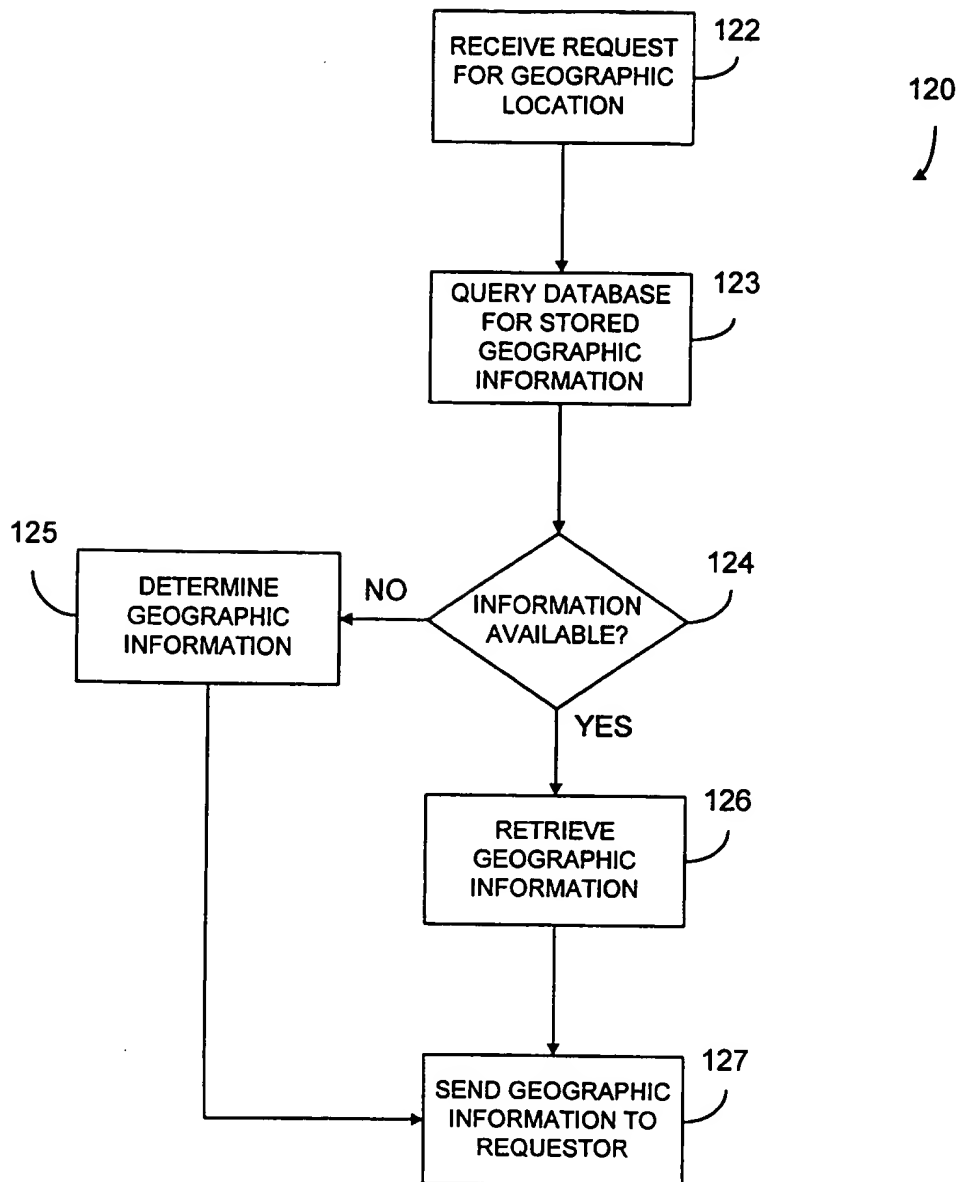 RECEIVE REQUEST
FOR GEOGRAPHIC
LOCATION
122
120
QUERY DATABASE
FOR STORED
GEOGRAPHIC
INFORMATION
123
INFORMATION
AVAILABLE?
124
NO
125
DETERMINE
GEOGRAPHIC
INFORMATION
YES
RETRIEVE
GEOGRAPHIC
INFORMATION
126
SEND GEOGRAPHIC
INFORMATION TO
REQUESTOR
127